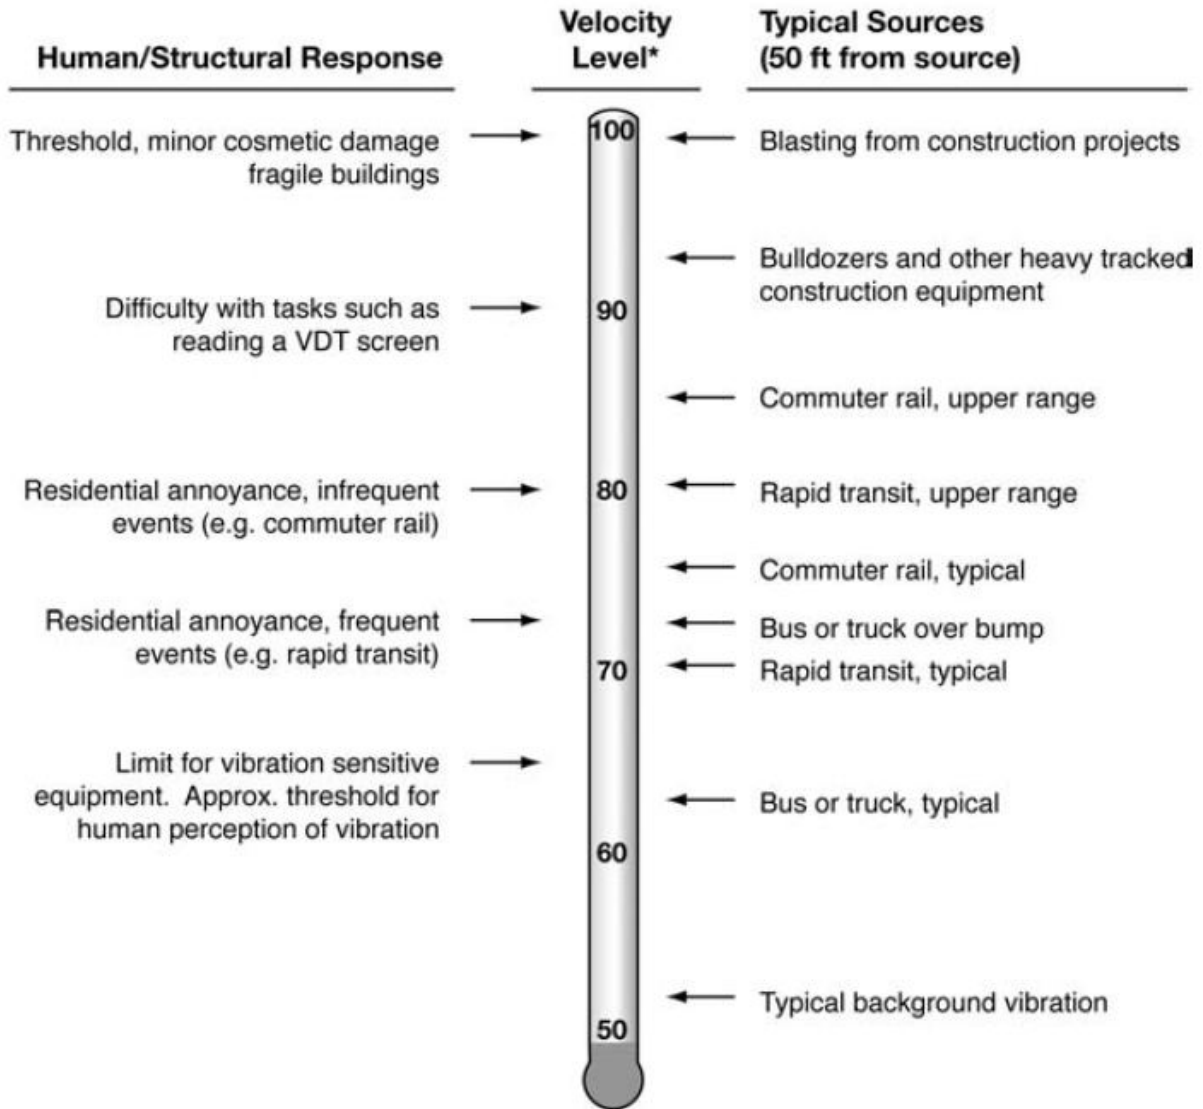 Human/Structural Response
Velocity
Level*
Typical Sources
(50 ft from source)
Threshold, minor cosmetic damage
fragile buildings
100
Blasting from construction projects
Bulldozers and other heavy tracked
construction equipment
Difficulty with tasks such as
reading a VDT screen
90
Commuter rail, upper range
Residential annoyance, infrequent
events (e.g. commuter rail)
80
Rapid transit, upper range
Commuter rail, typical
Residential annoyance, frequent
events (e.g. rapid transit)
Bus or truck over bump
70
Rapid transit, typical
Limit for vibration sensitive
equipment. Approx. threshold for
human perception of vibration
Bus or truck, typical
60
Typical background vibration
50